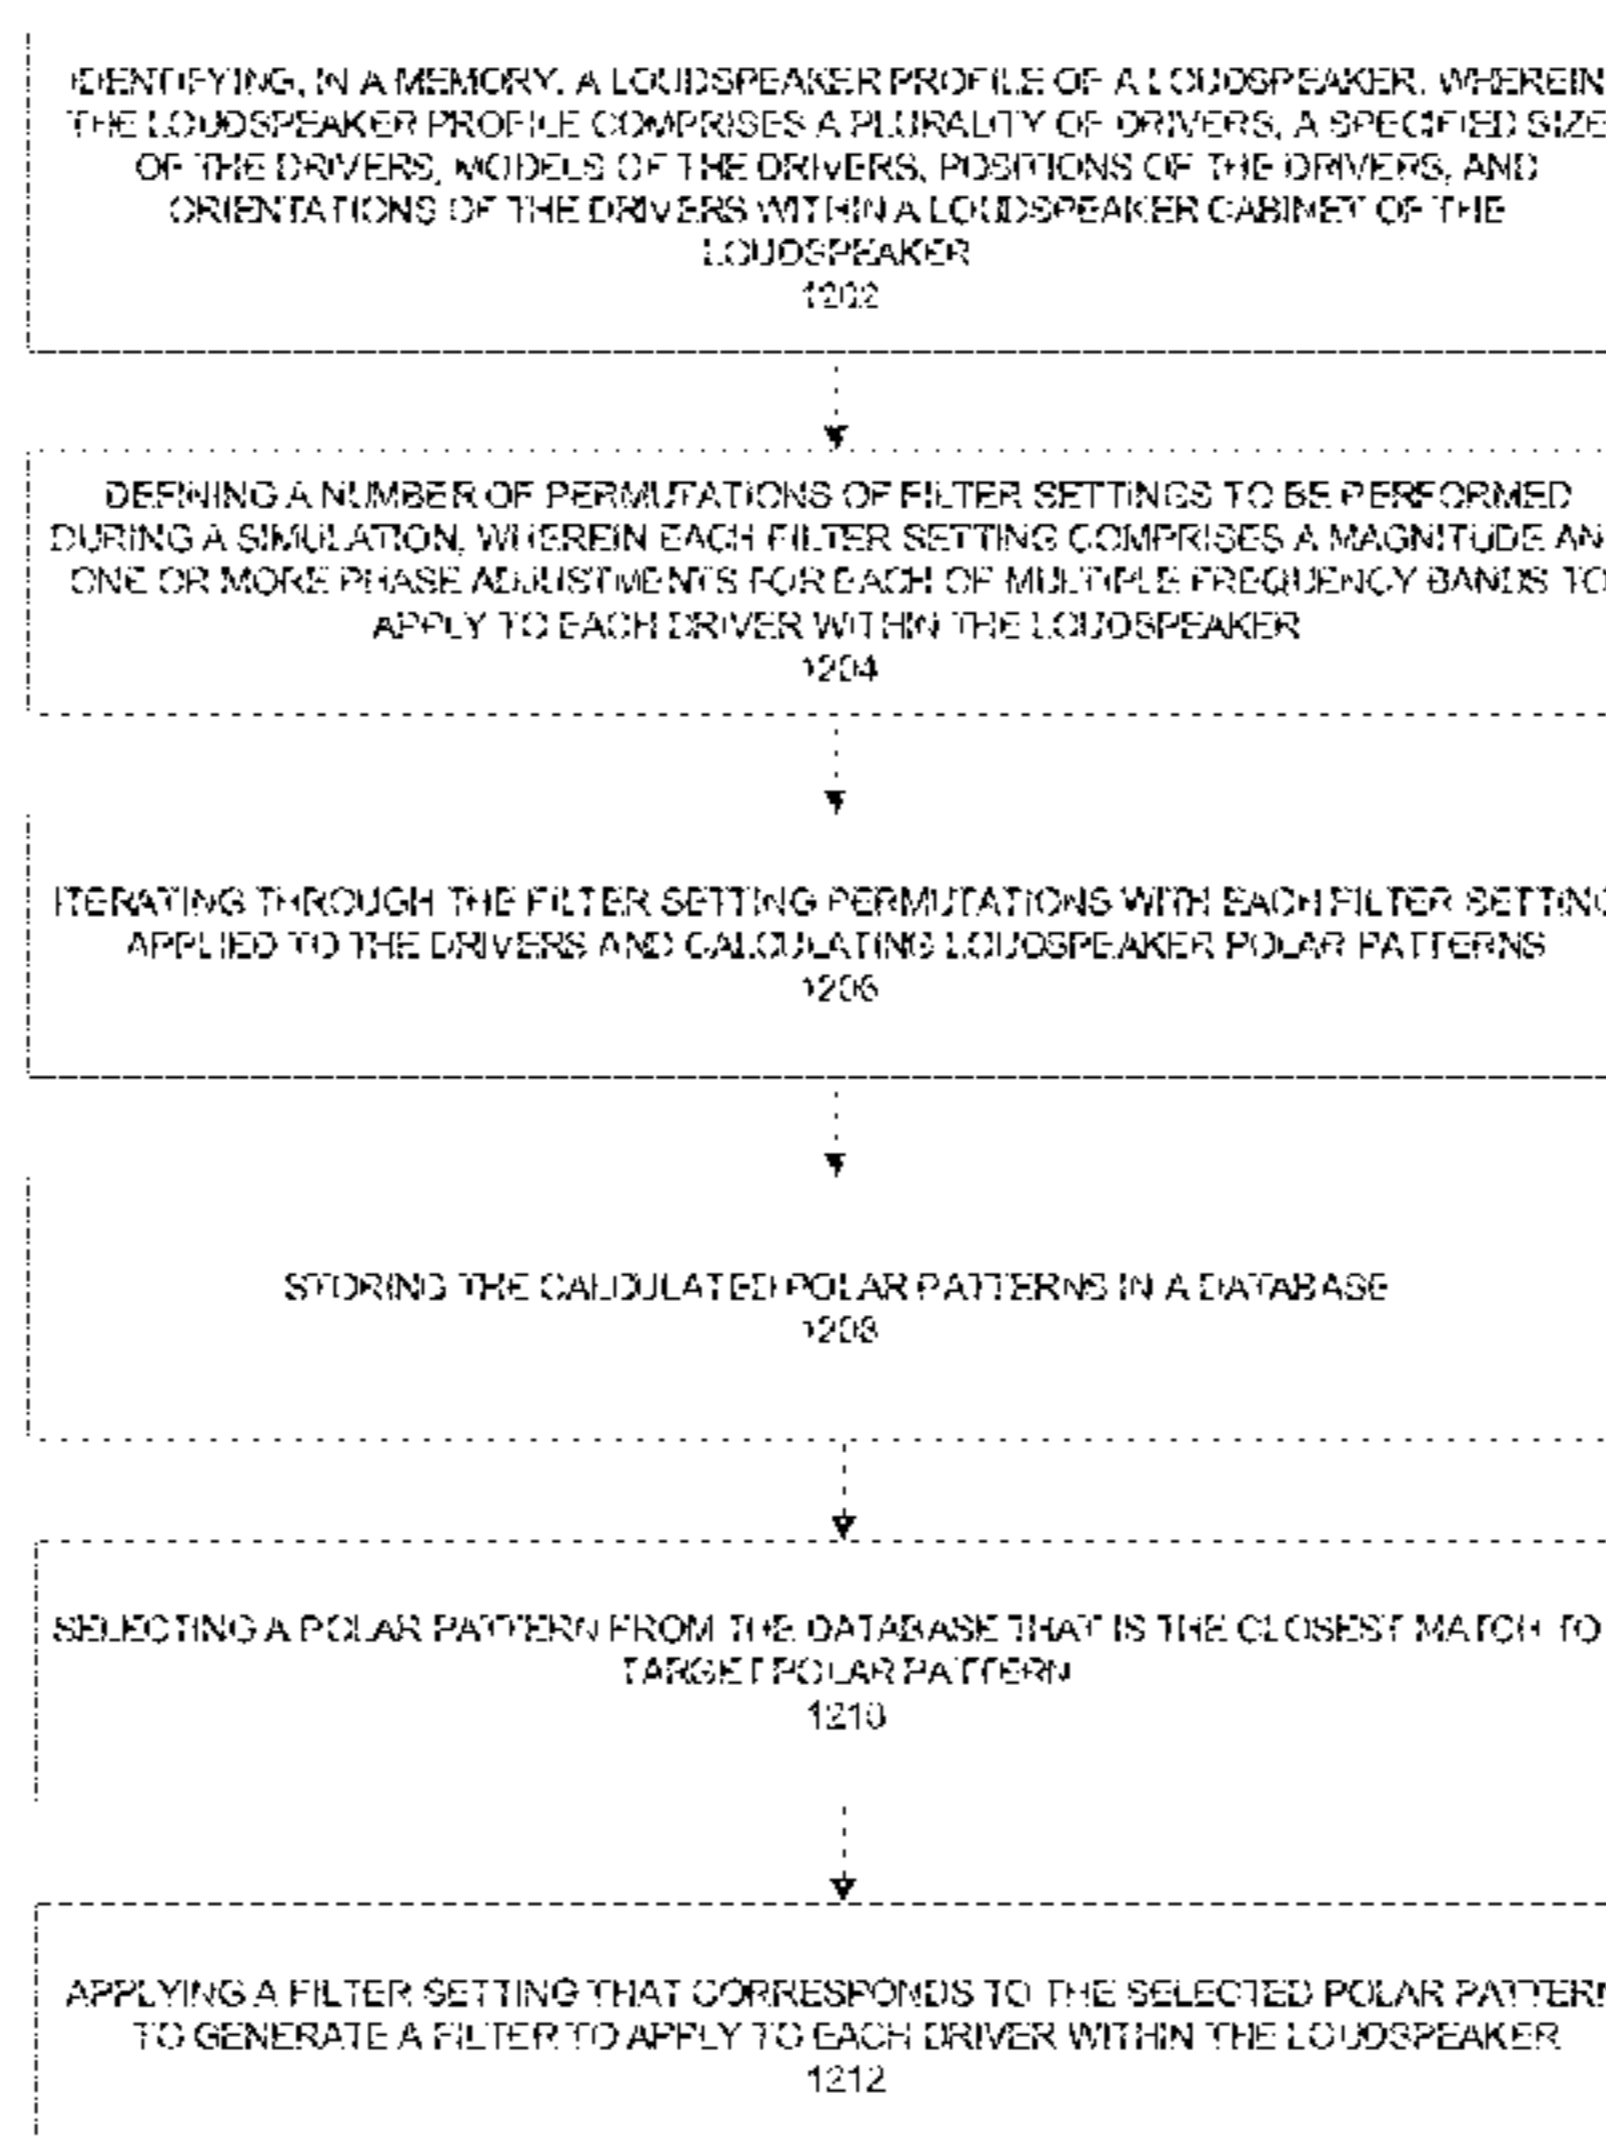 IDENTIFYING, IN A MEMORY, A LOUDSPEAKER PROFILE OF A LOUDSPEAKER, WHEREIN
THE LOUDSPEAKER PROFILE COMPRISES A PLURALITY OF DRIVERS, A SPECIFIED SIZE
OF THE DRIVERS, MODELS OF THE DRIVERS, POSITIONS OF THE DRIVERS, AND
ORIENTATIONS OF THE DRIVERS WITHIN A LOUDSPEAKER CABINET OF THE
LOUDSPEAKER
1202
DEFINING A NUMBER OF PERMUTATIONS OF FILTER SETTINGS TO BE PERFORMED
DURING A SIMULATION, WHEREIN EACH FILTER SETTING COMPRISES A MAGNITUDE AN
ONE OR MORE PHASE ADJUSTMENTS FOR EACH OF MULTIPLE FREQUENCY BANDS TO
APPLY TO EACH DRIVER WITHIN THE LOUDSPEAKER
1204
ITERATING THROUGH THE FILTER SETTING PERMUTATIONS WITH EACH FILTER SETTING
APPLIED TO THE DRIVERS AND CALCULATING LOUDSPEAKER POLAR PATTERNS
1206
STORING THE CALCULATED POLAR PATTERNS IN A DATABASE
1208
SELECTING A POLAR PATTERN FROM THE DATABASE THAT IS THE CLOSEST MATCH TO
TARGET POLAR PATTERN
1210
APPLYING A FILTER SETTING THAT CORRESPONDS TO THE SELECTED POLAR PATTERN
TO GENERATE A FILTER TO APPLY TO EACH DRIVER WITHIN THE LOUDSPEAKER
1212